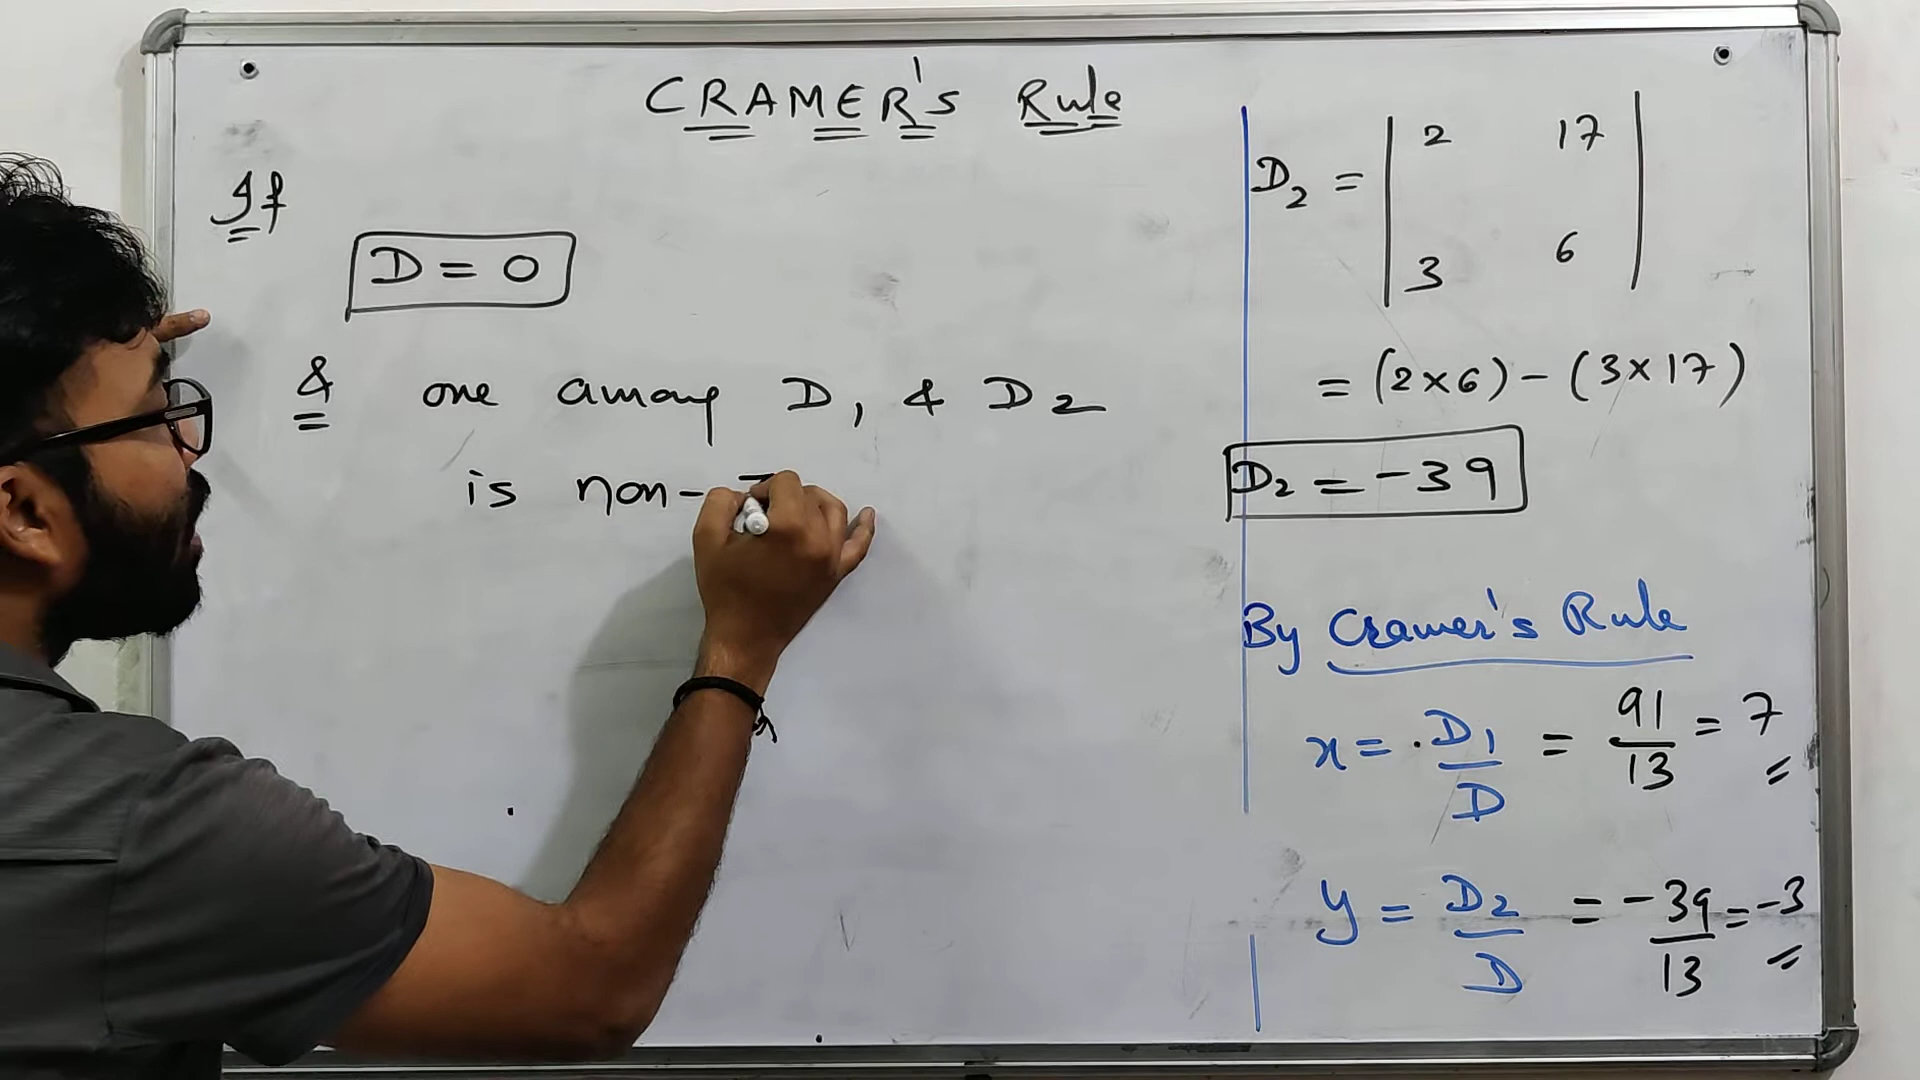 CRAMER's Rule
If
D = 0
& one among D1 & D2
is non-
D2 = | 2 17
3 6 |
= (2×6) - (3×17)
D2 = -39
By Cramer's Rule
x = D1/D = 91/13 = 7
y = D2/D = -39/13 = -3